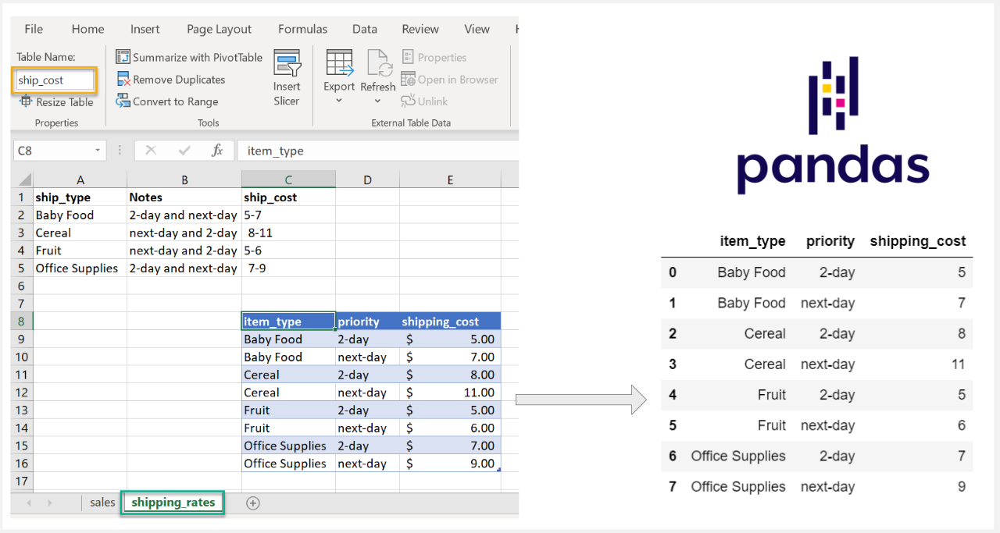 File Home Insert Page Layout Formulas Data Review View
Table Name:
ship_cost
Resize Table
Properties
Summarize with PivotTable
Remove Duplicates
Convert to Range
Tools
Insert
Slicer
Export Refresh
Properties
Open in Browser
Unlink
External Table Data
C8 fx item_type
A B C D E
1 ship_type Notes ship_cost
2 Baby Food 2-day and next-day 5-7
3 Cereal next-day and 2-day 8-11
4 Fruit next-day and 2-day 5-6
5 Office Supplies 2-day and next-day 7-9
6
7
8 item_type priority shipping_cost
9 Baby Food 2-day $ 5.00
10 Baby Food next-day $ 7.00
11 Cereal 2-day $ 8.00
12 Cereal next-day $ 11.00
13 Fruit 2-day $ 5.00
14 Fruit next-day $ 6.00
15 Office Supplies 2-day $ 7.00
16 Office Supplies next-day $ 9.00
17
sales shipping_rates
pandas
item_type priority shipping_cost
0 Baby Food 2-day 5
1 Baby Food next-day 7
2 Cereal 2-day 8
3 Cereal next-day 11
4 Fruit 2-day 5
5 Fruit next-day 6
6 Office Supplies 2-day 7
7 Office Supplies next-day 9